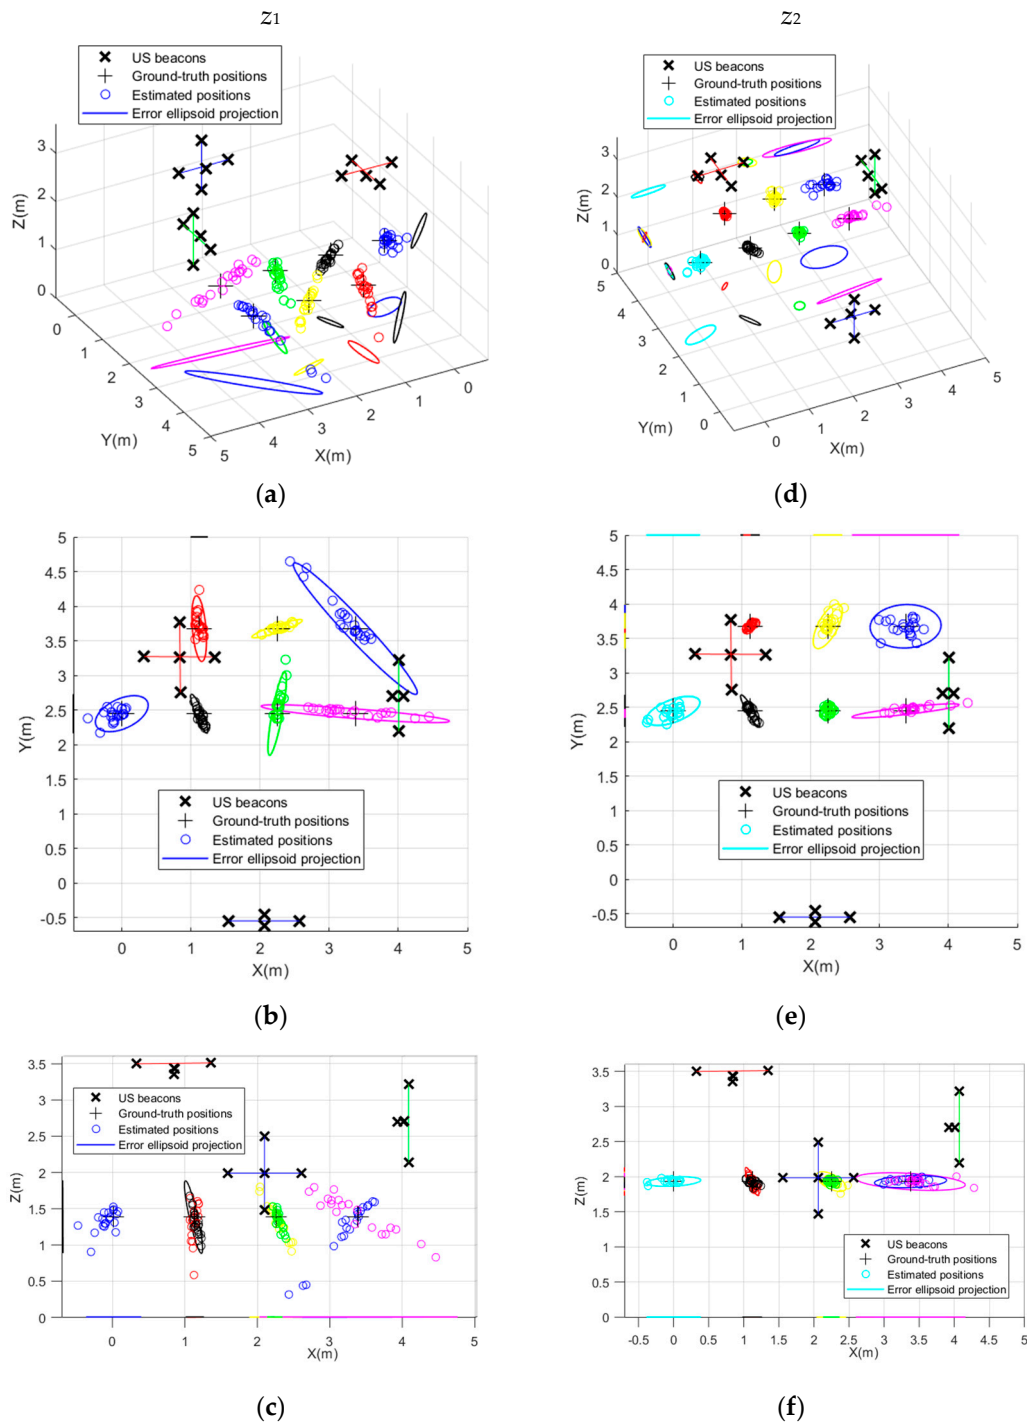 z1
z2
US beacons
Ground-truth positions
Estimated positions
Error ellipsoid projection
3
2
1
0
Z(m)
0
1
2
3
4
5
Y(m)
5
4
3
2
1
0
X(m)
(a)
US beacons
Ground-truth positions
Estimated positions
Error ellipsoid projection
3
2
1
0
Z(m)
5
4
3
2
1
0
Y(m)
0
1
2
3
4
5
X(m)
(d)
5
4.5
4
3.5
3
2.5
2
1.5
1
0.5
0
-0.5
Y(m)
US beacons
Ground-truth positions
Estimated positions
Error ellipsoid projection
0 1 2 3 4 5
X(m)
(b)
5
4.5
4
3.5
3
2.5
2
1.5
1
0.5
0
-0.5
Y(m)
US beacons
Ground-truth positions
Estimated positions
Error ellipsoid projection
0 1 2 3 4 5
X(m)
(e)
3.5
3
2.5
2
1.5
1
0.5
0
Z(m)
US beacons
Ground-truth positions
Estimated positions
Error ellipsoid projection
0 1 2 3 4 5
X(m)
(c)
3.5
3
2.5
2
1.5
1
0.5
0
Z(m)
US beacons
Ground-truth positions
Estimated positions
Error ellipsoid projection
-0.5 0 0.5 1 1.5 2 2.5 3 3.5 4 4.5 5
X(m)
(f)